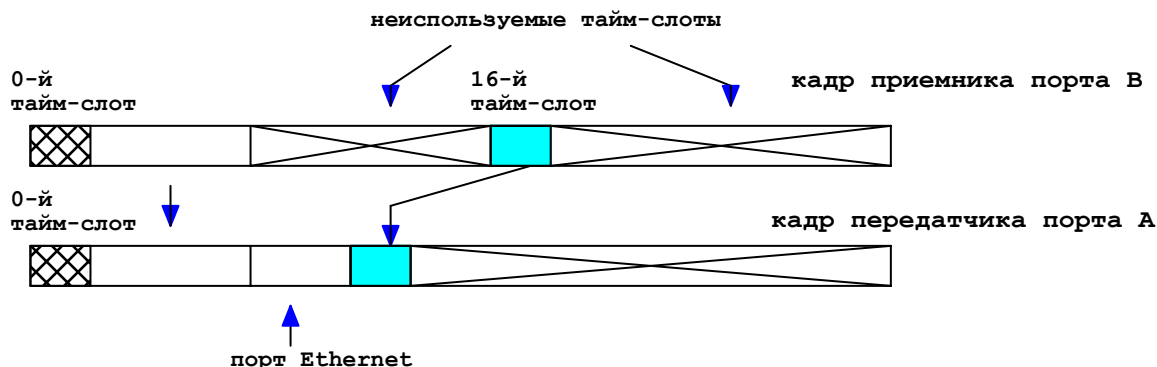 неиспользуемые тайм-слоты
0-й
тайм-слот
16-й
тайм-слот
кадр приемника порта B
0-й
тайм-слот
кадр передатчика порта A
порт Ethernet